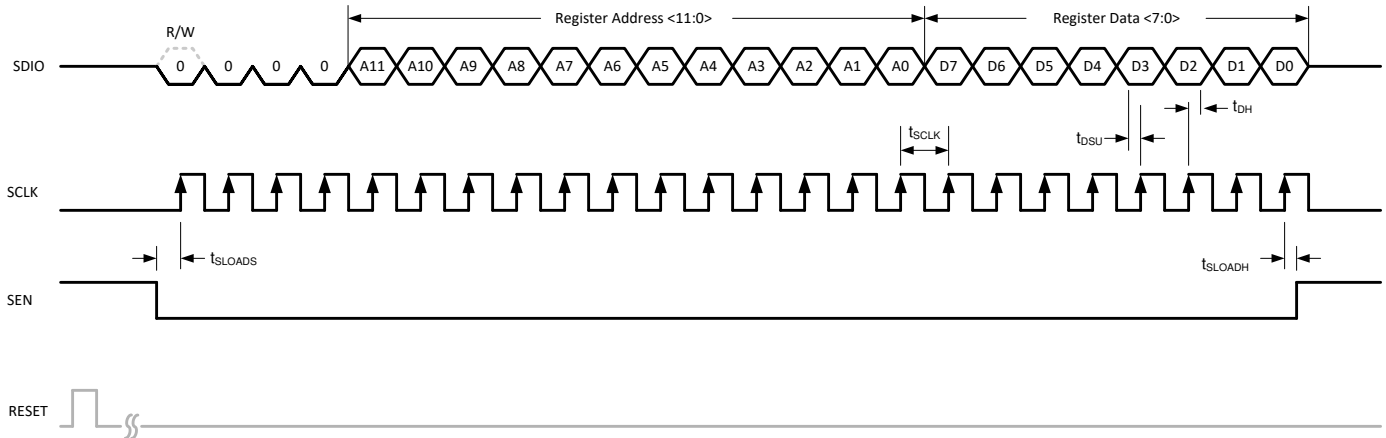 Register Address <11:0>
Register Data <7:0>
R/W
SDIO
0 0 0 0 A11 A10 A9 A8 A7 A6 A5 A4 A3 A2 A1 A0 D7 D6 D5 D4 D3 D2 D1 D0
tDH
tSCLK
tDSU
SCLK
tSLOADS
tSLOADH
SEN
RESET